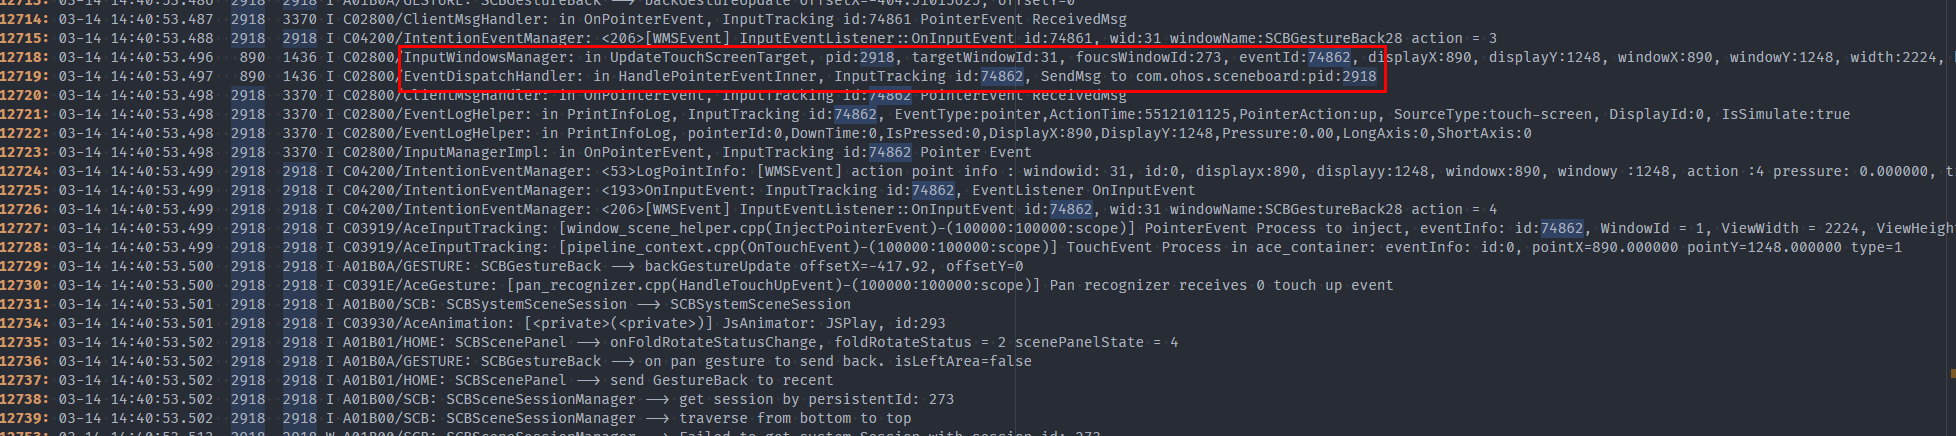 12713: 03-14 14:40:53.486 2918 2918 I A01B0A/GESTURE: SCBGestureBack —> backGestureUpdate offsetX=-404.51015625, offsetY=0
12714: 03-14 14:40:53.487 2918 3370 I C02800/ClientMsgHandler: in OnPointerEvent, InputTracking id:74861 PointerEvent ReceivedMsg
12715: 03-14 14:40:53.488 2918 2918 I C04200/IntentionEventManager: <206>[WMSEvent] InputEventListener::OnInputEvent id:74861, wid:31 windowName:SCBGestureBack28 action = 3
12718: 03-14 14:40:53.496 890 1436 I C02800/InputWindowsManager: in UpdateTouchScreenTarget, pid:2918, targetWindowId:31, foucsWindowId:273, eventId:74862, displayX:890, displayY:1248, windowX:890, windowY:1248, width:2224, h
12719: 03-14 14:40:53.497 890 1436 I C02800/EventDispatchHandler: in HandlePointerEventInner, InputTracking id:74862, SendMsg to com.ohos.sceneboard:pid:2918
12720: 03-14 14:40:53.498 2918 3370 I C02800/ClientMsgHandler: in OnPointerEvent, InputTracking id:74862 PointerEvent ReceivedMsg
12721: 03-14 14:40:53.498 2918 3370 I C02800/EventLogHelper: in PrintInfoLog, InputTracking id:74862, EventType:pointer,ActionTime:5512101125,PointerAction:up, SourceType:touch-screen, DisplayId:0, IsSimulate:true
12722: 03-14 14:40:53.498 2918 3370 I C02800/EventLogHelper: in PrintInfoLog, pointerId:0,DownTime:0,IsPressed:0,DisplayX:890,DisplayY:1248,Pressure:0.00,LongAxis:0,ShortAxis:0
12723: 03-14 14:40:53.498 2918 3370 I C02800/InputManagerImpl: in OnPointerEvent, InputTracking id:74862 Pointer Event
12724: 03-14 14:40:53.499 2918 2918 I C04200/IntentionEventManager: <53>LogPointInfo: [WMSEvent] action point info : windowid: 31, id:0, displayx:890, displayy:1248, windowx:890, windowy :1248, action :4 pressure: 0.000000, t
12725: 03-14 14:40:53.499 2918 2918 I C04200/IntentionEventManager: <193>OnInputEvent: InputTracking id:74862, EventListener OnInputEvent
12726: 03-14 14:40:53.499 2918 2918 I C04200/IntentionEventManager: <206>[WMSEvent] InputEventListener::OnInputEvent id:74862, wid:31 windowName:SCBGestureBack28 action = 4
12727: 03-14 14:40:53.499 2918 2918 I C03919/AceInputTracking: [window_scene_helper.cpp(InjectPointerEvent)-(100000:100000:scope)] PointerEvent Process to inject, eventInfo: id:74862, WindowId = 1, ViewWidth = 2224, ViewHeigh
12728: 03-14 14:40:53.499 2918 2918 I C03919/AceInputTracking: [pipeline_context.cpp(OnTouchEvent)-(100000:100000:scope)] TouchEvent Process in ace_container: eventInfo: id:0, pointX=890.000000 pointY=1248.000000 type=1
12729: 03-14 14:40:53.500 2918 2918 I A01B0A/GESTURE: SCBGestureBack —> backGestureUpdate offsetX=-417.92, offsetY=0
12730: 03-14 14:40:53.500 2918 2918 I C0391E/AceGesture: [pan_recognizer.cpp(HandleTouchUpEvent)-(100000:100000:scope)] Pan recognizer receives 0 touch up event
12731: 03-14 14:40:53.501 2918 2918 I A01B00/SCB: SCBSystemSceneSession —> SCBSystemSceneSession
12734: 03-14 14:40:53.501 2918 2918 I C03930/AceAnimation: [<private>(<private>)] JsAnimator: JSPlay, id:293
12735: 03-14 14:40:53.502 2918 2918 I A01B01/HOME: SCBScenePanel —> onFoldRotateStatusChange, foldRotateStatus = 2 scenePanelState = 4
12736: 03-14 14:40:53.502 2918 2918 I A01B0A/GESTURE: SCBGestureBack —> on pan gesture to send back. isLeftArea=false
12737: 03-14 14:40:53.502 2918 2918 I A01B01/HOME: SCBScenePanel —> send GestureBack to recent
12738: 03-14 14:40:53.502 2918 2918 I A01B00/SCB: SCBSceneSessionManager —> get session by persistentId: 273
12739: 03-14 14:40:53.502 2918 2918 I A01B00/SCB: SCBSceneSessionManager —> traverse from bottom to top
2918 2918 W A01B00/SCB: SCBSceneSessionManager —> Failed to get system Session with session id: 273